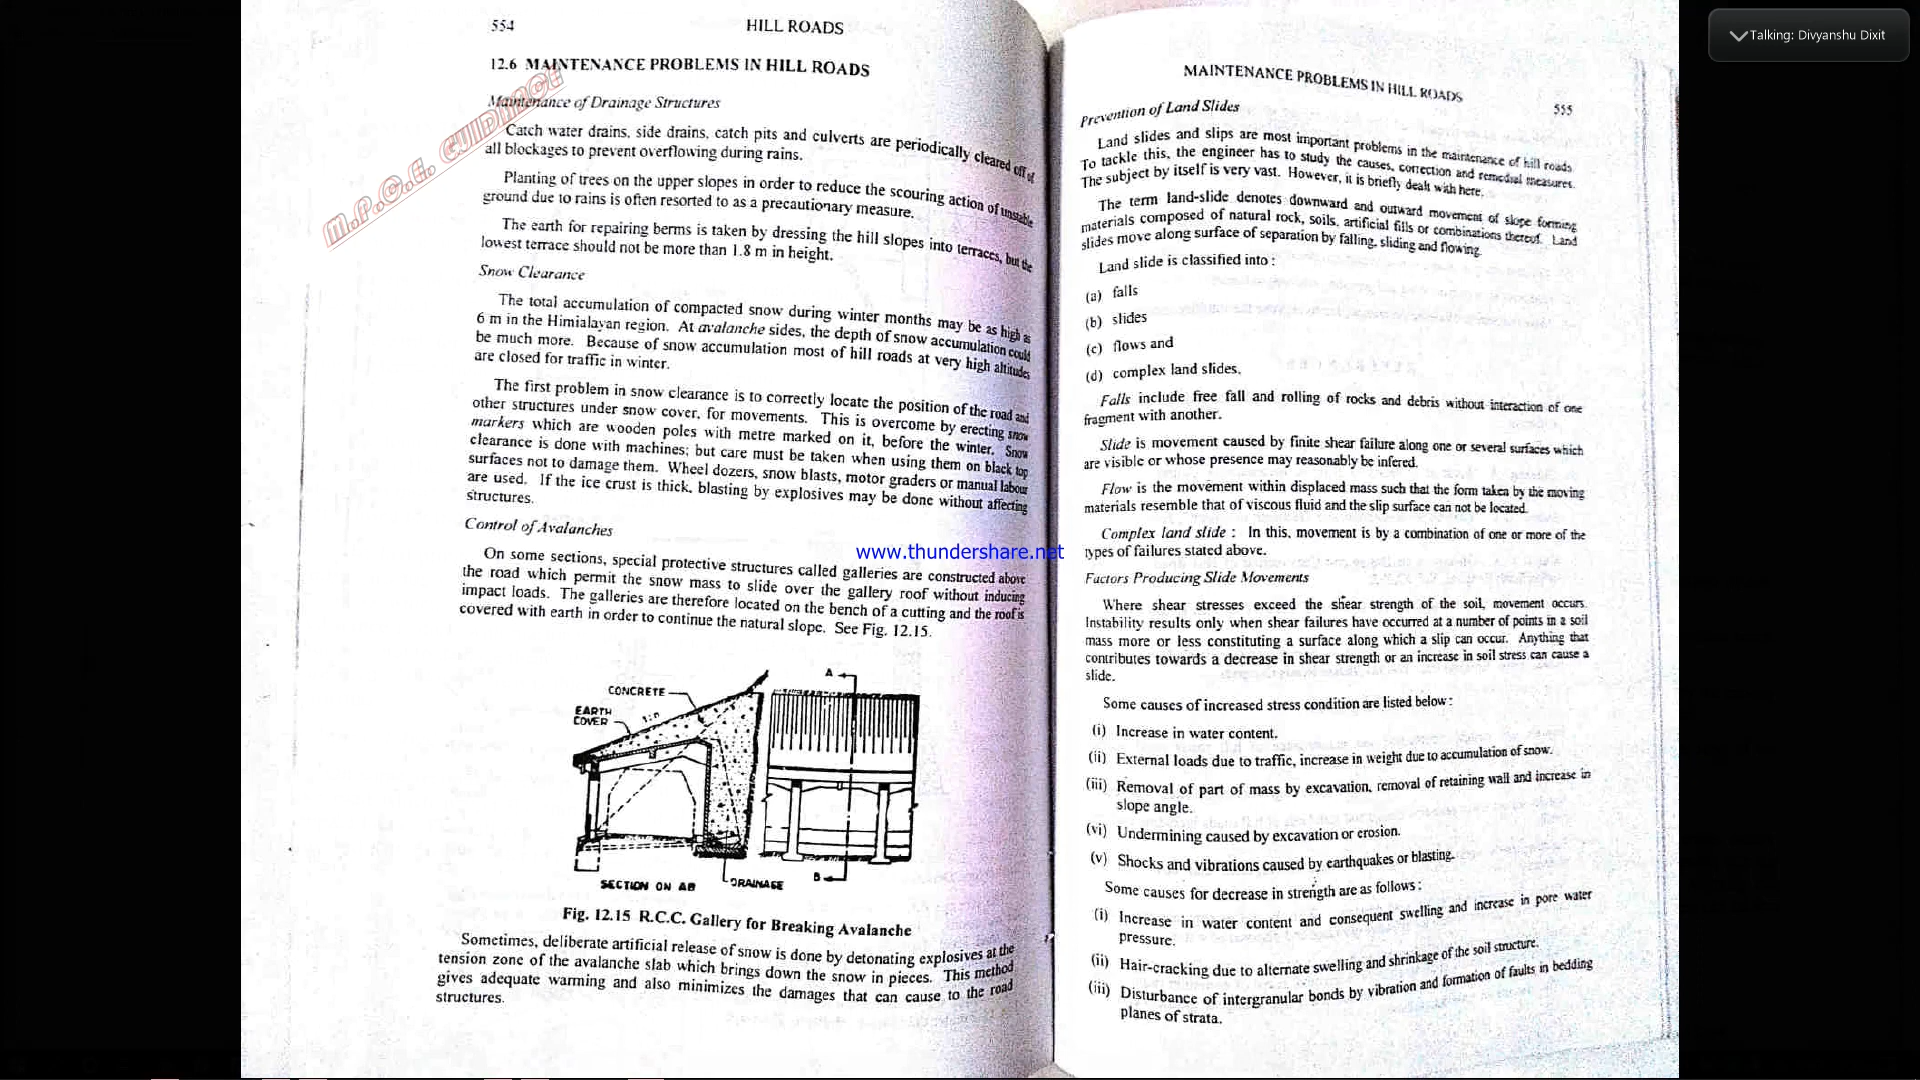 Talking: Divyanshu Dixit
M.P.C.E. GUIDANCE
www.thundershare.net
554
HILL ROADS
12.6 MAINTENANCE PROBLEMS IN HILL ROADS
Maintenance of Drainage Structures
Catch water drains, side drains, catch pits and culverts are periodically cleared off of
all blockages to prevent overflowing during rains.
Planting of trees on the upper slopes in order to reduce the scouring action of unstable
ground due to rains is often resorted to as a precautionary measure.
The earth for repairing berms is taken by dressing the hill slopes into terraces, but the
lowest terrace should not be more than 1.8 m in height.
Snow Clearance
The total accumulation of compacted snow during winter months may be as high as
6 m in the Himialayan region. At avalanche sides, the depth of snow accumulation could
be much more. Because of snow accumulation most of hill roads at very high altitudes
are closed for traffic in winter.
The first problem in snow clearance is to correctly locate the position of the road and
other structures under snow cover, for movements. This is overcome by erecting snow
markers which are wooden poles with metre marked on it, before the winter. Snow
clearance is done with machines; but care must be taken when using them on black top
surfaces not to damage them. Wheel dozers, snow blasts, motor graders or manual labour
are used. If the ice crust is thick, blasting by explosives may be done without affecting
structures.
Control of Avalanches
On some sections, special protective structures called galleries are constructed above
the road which permit the snow mass to slide over the gallery roof without inducing
impact loads. The galleries are therefore located on the bench of a cutting and the roof is
covered with earth in order to continue the natural slope. See Fig. 12.15.
CONCRETE
EARTH
COVER
1:n
A
B
SECTION ON AB
DRAINAGE
Fig. 12.15 R.C.C. Gallery for Breaking Avalanche
Sometimes, deliberate artificial release of snow is done by detonating explosives at the
tension zone of the avalanche slab which brings down the snow in pieces. This method
gives adequate warming and also minimizes the damages that can cause to the road
structures.
MAINTENANCE PROBLEMS IN HILL ROADS
555
Prevention of Land Slides
Land slides and slips are most important problems in the maintenance of hill roads
To tackle this, the engineer has to study the causes, correction and remedial measures.
The subject by itself is very vast. However, it is briefly dealt with here.
The term land-slide denotes downward and outward movement of slope forming
materials composed of natural rock, soils, artificial fills or combinations thereof. Land
slides move along surface of separation by falling, sliding and flowing.
Land slide is classified into :
(a) falls
(b) slides
(c) flows and
(d) complex land slides.
Falls include free fall and rolling of rocks and debris without interaction of one
fragment with another.
Slide is movement caused by finite shear failure along one or several surfaces which
are visible or whose presence may reasonably be infered.
Flow is the movement within displaced mass such that the form taken by the moving
materials resemble that of viscous fluid and the slip surface can not be located.
Complex land slide : In this, movement is by a combination of one or more of the
types of failures stated above.
Factors Producing Slide Movements
Where shear stresses exceed the shear strength of the soil, movement occurs.
Instability results only when shear failures have occurred at a number of points in a soil
mass more or less constituting a surface along which a slip can occur. Anything that
contributes towards a decrease in shear strength or an increase in soil stress can cause a
slide.
Some causes of increased stress condition are listed below :
(i) Increase in water content.
(ii) External loads due to traffic, increase in weight due to accumulation of snow.
(iii) Removal of part of mass by excavation, removal of retaining wall and increase in
slope angle.
(vi) Undermining caused by excavation or erosion.
(v) Shocks and vibrations caused by earthquakes or blasting.
Some causes for decrease in strength are as follows :
(i) Increase in water content and consequent swelling and increase in pore water
pressure.
(ii) Hair-cracking due to alternate swelling and shrinkage of the soil structure.
(iii) Disturbance of intergranular bonds by vibration and formation of faults in bedding
planes of strata.